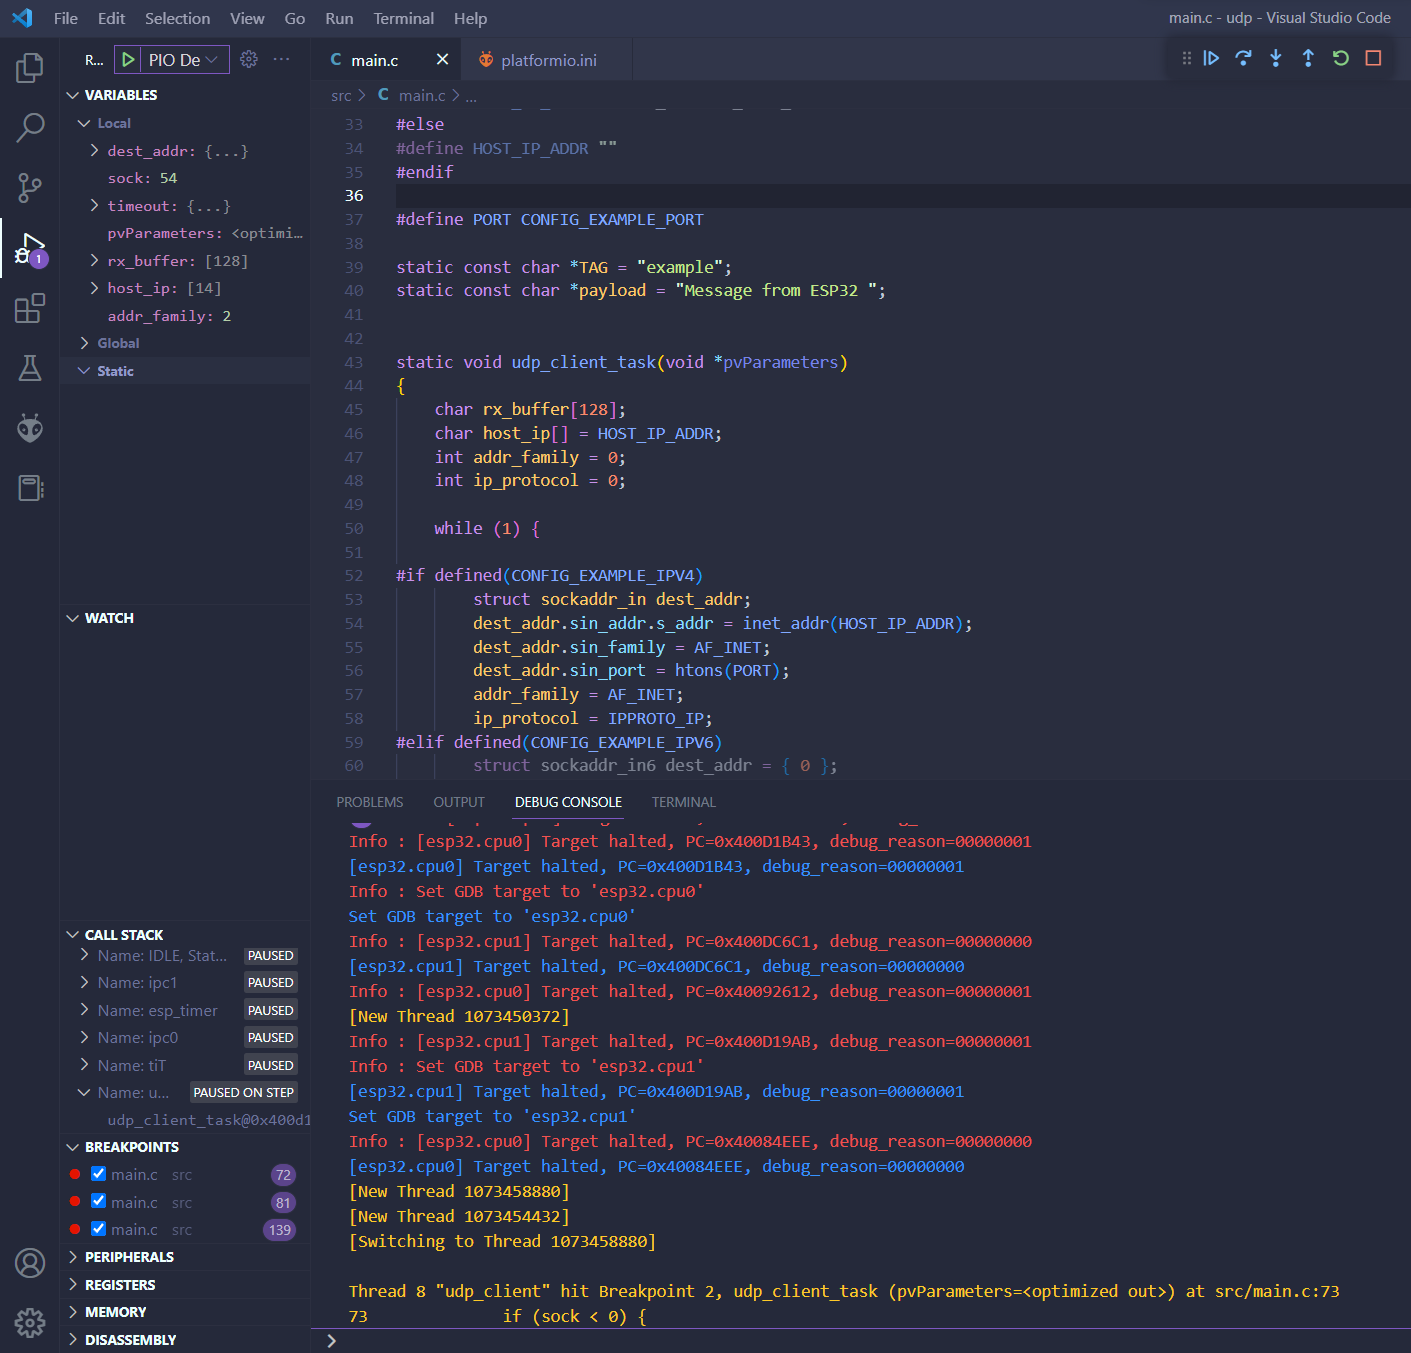 File Edit Selection View Go Run Terminal Help
main.c - udp - Visual Studio Code
R... PIO De ...
main.c
platformio.ini
src > C main.c > ...
VARIABLES
Local
dest_addr: {...}
sock: 54
timeout: {...}
pvParameters: <optimi...
rx_buffer: [128]
host_ip: [14]
addr_family: 2
Global
Static
WATCH
CALL STACK
Name: IDLE, Stat... PAUSED
Name: ipc1 PAUSED
Name: esp_timer PAUSED
Name: ipc0 PAUSED
Name: tiT PAUSED
Name: u... PAUSED ON STEP
udp_client_task@0x400d1
BREAKPOINTS
main.c src 72
main.c src 81
main.c src 139
PERIPHERALS
REGISTERS
MEMORY
DISASSEMBLY
1
33 #else
34 #define HOST_IP_ADDR ""
35 #endif
36
37 #define PORT CONFIG_EXAMPLE_PORT
38
39 static const char *TAG = "example";
40 static const char *payload = "Message from ESP32 ";
41
42
43 static void udp_client_task(void *pvParameters)
44 {
45 char rx_buffer[128];
46 char host_ip[] = HOST_IP_ADDR;
47 int addr_family = 0;
48 int ip_protocol = 0;
49
50 while (1) {
51
52 #if defined(CONFIG_EXAMPLE_IPV4)
53 struct sockaddr_in dest_addr;
54 dest_addr.sin_addr.s_addr = inet_addr(HOST_IP_ADDR);
55 dest_addr.sin_family = AF_INET;
56 dest_addr.sin_port = htons(PORT);
57 addr_family = AF_INET;
58 ip_protocol = IPPROTO_IP;
59 #elif defined(CONFIG_EXAMPLE_IPV6)
60 struct sockaddr_in6 dest_addr = { 0 };
PROBLEMS OUTPUT DEBUG CONSOLE TERMINAL
Info : [esp32.cpu0] Target halted, PC=0x400D1B43, debug_reason=00000001
[esp32.cpu0] Target halted, PC=0x400D1B43, debug_reason=00000001
Info : Set GDB target to 'esp32.cpu0'
Set GDB target to 'esp32.cpu0'
Info : [esp32.cpu1] Target halted, PC=0x400DC6C1, debug_reason=00000000
[esp32.cpu1] Target halted, PC=0x400DC6C1, debug_reason=00000000
Info : [esp32.cpu0] Target halted, PC=0x40092612, debug_reason=00000001
[New Thread 1073450372]
Info : [esp32.cpu1] Target halted, PC=0x400D19AB, debug_reason=00000001
Info : Set GDB target to 'esp32.cpu1'
[esp32.cpu1] Target halted, PC=0x400D19AB, debug_reason=00000001
Set GDB target to 'esp32.cpu1'
Info : [esp32.cpu0] Target halted, PC=0x40084EEE, debug_reason=00000000
[esp32.cpu0] Target halted, PC=0x40084EEE, debug_reason=00000000
[New Thread 1073458880]
[New Thread 1073454432]
[Switching to Thread 1073458880]
Thread 8 "udp_client" hit Breakpoint 2, udp_client_task (pvParameters=<optimized out>) at src/main.c:73
73 if (sock < 0) {